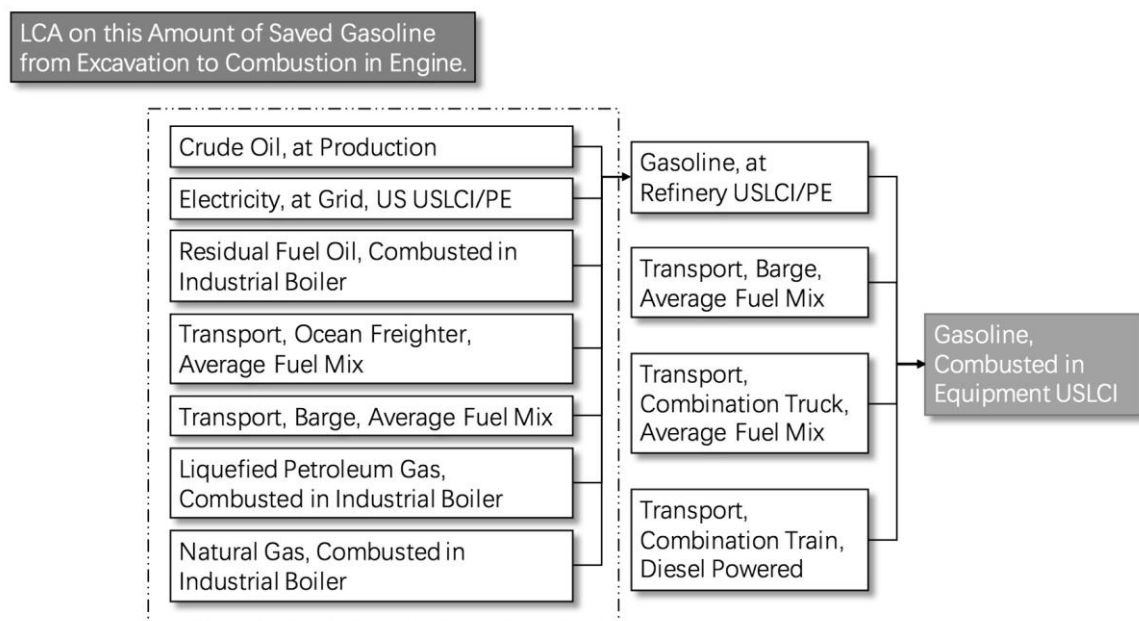 LCA on this Amount of Saved Gasoline
from Excavation to Combustion in Engine.
Crude Oil, at Production
Electricity, at Grid, US USLCI/PE
Residual Fuel Oil, Combusted in
Industrial Boiler
Transport, Ocean Freighter,
Average Fuel Mix
Transport, Barge, Average Fuel Mix
Liquefied Petroleum Gas,
Combusted in Industrial Boiler
Natural Gas, Combusted in
Industrial Boiler
Gasoline, at
Refinery USLCI/PE
Transport, Barge,
Average Fuel Mix
Transport,
Combination Truck,
Average Fuel Mix
Transport,
Combination Train,
Diesel Powered
Gasoline,
Combusted in
Equipment USLCI